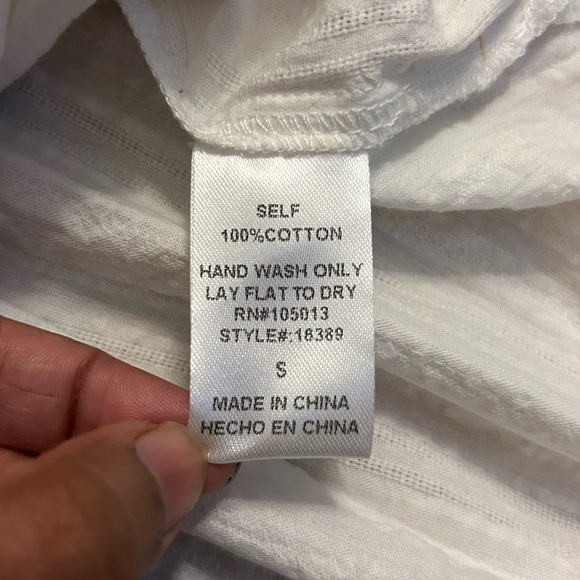 SELF
100%COTTON
HAND WASH ONLY
LAY FLAT TO DRY
RN#105013
STYLE#:18389
S
MADE IN CHINA
HECHO EN CHINA